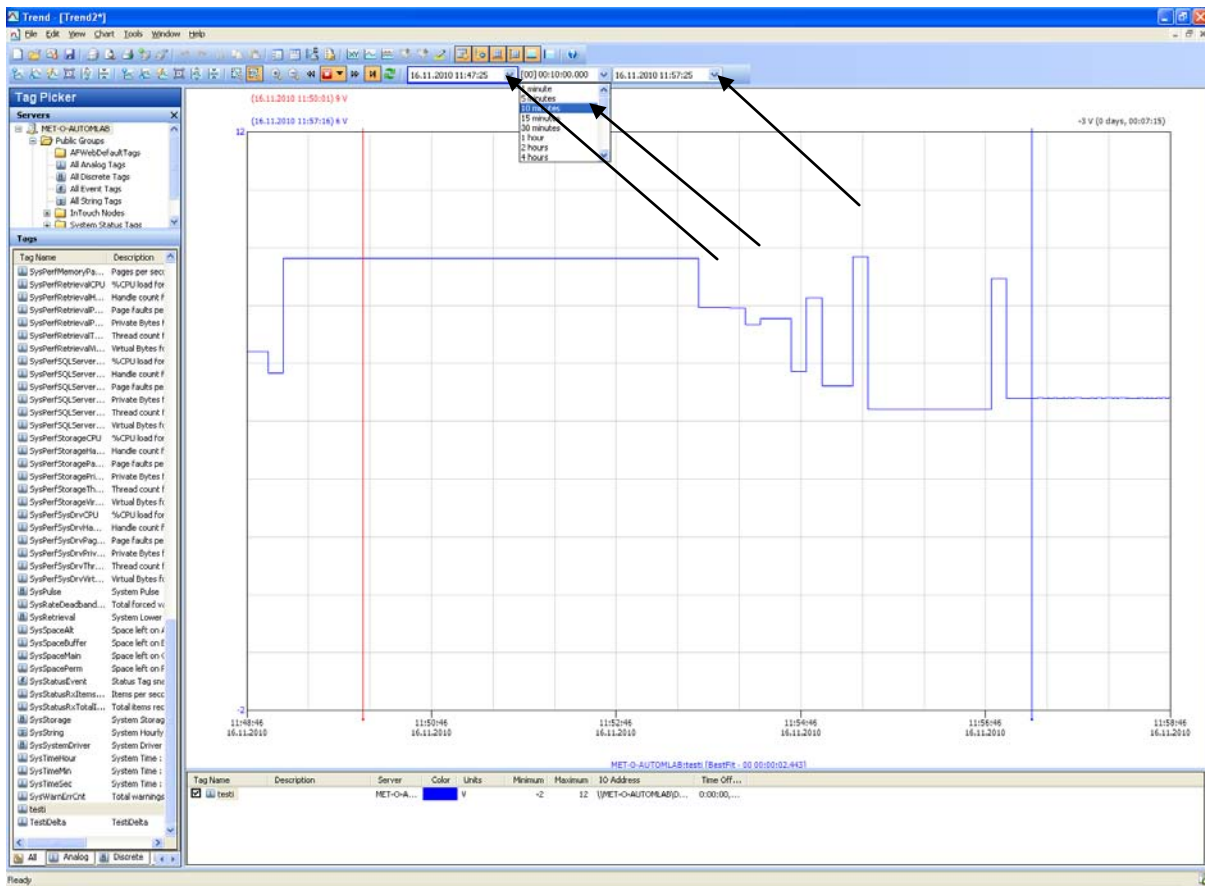 Trend - [Trend2*]
File Edit View Chart Tools Window Help
16.11.2010 11:47:25 [00] 00:10:00.000 16.11.2010 11:57:25
1 minute
5 minutes
10 minutes
15 minutes
30 minutes
1 hour
2 hours
4 hours
Tag Picker
Servers
MET-O-AUTOMLAB
Public Groups
AFWebDefaultTags
All Analog Tags
All Discrete Tags
All Event Tags
All String Tags
InTouch Nodes
System Status Tags
Tags
Tag Name Description
SysPerfMemoryPa... Pages per seco
SysPerfRetrievalCPU %CPU load for
SysPerfRetrievalH... Handle count f
SysPerfRetrievalP... Page faults pe
SysPerfRetrievalP... Private Bytes f
SysPerfRetrievalT... Thread count f
SysPerfRetrievalVi... Virtual Bytes fo
SysPerfSQLServer... %CPU load for
SysPerfSQLServer... Handle count f
SysPerfSQLServer... Page faults pe
SysPerfSQLServer... Private Bytes f
SysPerfSQLServer... Thread count f
SysPerfSQLServer... Virtual Bytes fo
SysPerfStorageCPU %CPU load for
SysPerfStorageHa... Handle count f
SysPerfStoragePa... Page faults pe
SysPerfStoragePri... Private Bytes f
SysPerfStorageTh... Thread count f
SysPerfStorageVir... Virtual Bytes fo
SysPerfSysDrvCPU %CPU load for
SysPerfSysDrvHa... Handle count f
SysPerfSysDrvPag... Page faults pe
SysPerfSysDrvPriv... Private Bytes f
SysPerfSysDrvThr... Thread count f
SysPerfSysDrvVirt... Virtual Bytes fo
SysPulse System Pulse
SysRateDeadband... Total forced va
SysRetrieval System Lower
SysSpaceAlt Space left on A
SysSpaceBuffer Space left on B
SysSpaceMain Space left on C
SysSpacePerm Space left on P
SysStatusEvent Status Tag sna
SysStatusRxItems... Items per seco
SysStatusRxTotalI... Total items rec
SysStorage System Storag
SysString System Hourly
SysSystemDriver System Driver
SysTimeHour System Time :
SysTimeMin System Time :
SysTimeSec System Time :
SysWarnErrCnt Total warnings
testi
TestiDelta TestiDelta
All Analog Discrete
Ready
(16.11.2010 11:50:01) 9 V
(16.11.2010 11:57:16) 6 V
-3 V (0 days, 00:07:15)
12
-2
11:48:46 11:50:46 11:52:46 11:54:46 11:56:46 11:58:46
16.11.2010 16.11.2010 16.11.2010 16.11.2010 16.11.2010 16.11.2010
MET-O-AUTOMLAB:testi [BestFit - 00 00:00:02.443]
Tag Name Description Server Color Units Minimum Maximum IO Address Time Off...
testi MET-O-A... V -2 12 \\MET-O-AUTOMLAB\D... 0:00:00,...